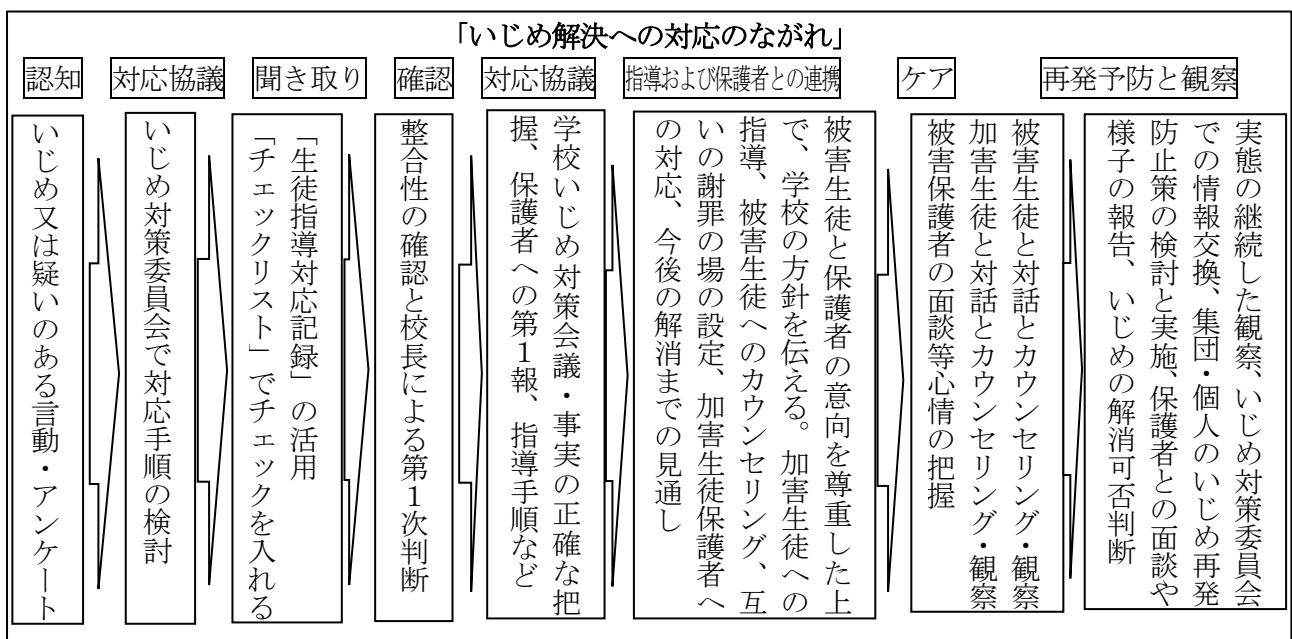 「いじめ解決への対応のながれ」
認知
対応協議
聞き取り
確認
対応協議
指導および保護者との連携
ケア
再発予防と観察
いじめ又は疑いのある言動・アンケート
いじめ対策委員会で対応手順の検討
「生徒指導対応記録」の活用
「チェックリスト」でチェックを入れる
整合性の確認と校長による第1次判断
学校いじめ対策会議・事実の正確な把
握、保護者への第1報、指導手順など
被害生徒と保護者の意向を尊重した上
で、学校の方針を伝える。加害生徒への
指導、被害生徒へのカウンセリング、互
いの謝罪の場の設定、加害生徒保護者へ
の対応、今後の解消までの見通し
被害生徒と対話とカウンセリング・観察
加害生徒と対話とカウンセリング・観察
被害保護者の面談等心情の把握
実態の継続した観察、いじめ対策委員会
での情報交換、集団・個人のいじめ再発
防止策の検討と実施、保護者との面談や
様子の報告、いじめの解消可否判断